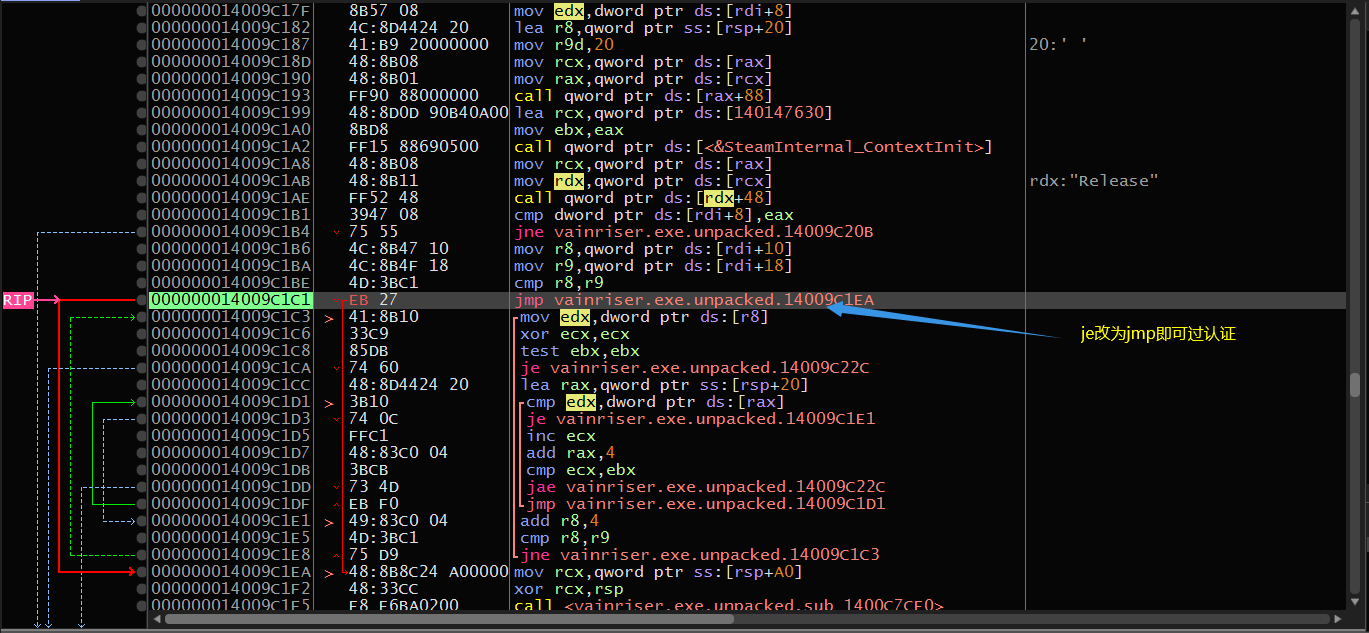 000000014009C17F 8B57 08 mov edx,dword ptr ds:[rdi+8]
000000014009C182 4C:8D4424 20 lea r8,qword ptr ss:[rsp+20]
000000014009C187 41:B9 20000000 mov r9d,20 20:' '
000000014009C18D 48:8B08 mov rcx,qword ptr ds:[rax]
000000014009C190 48:8B01 mov rax,qword ptr ds:[rcx]
000000014009C193 FF90 88000000 call qword ptr ds:[rax+88]
000000014009C199 48:8D0D 90B40A00 lea rcx,qword ptr ds:[140147630]
000000014009C1A0 8BD8 mov ebx,eax
000000014009C1A2 FF15 88690500 call qword ptr ds:[<&SteamInternal_ContextInit>]
000000014009C1A8 48:8B08 mov rcx,qword ptr ds:[rax]
000000014009C1AB 48:8B11 mov rdx,qword ptr ds:[rcx] rdx:"Release"
000000014009C1AE FF52 48 call qword ptr ds:[rdx+48]
000000014009C1B1 3947 08 cmp dword ptr ds:[rdi+8],eax
000000014009C1B4 75 55 jne vainriser.exe.unpacked.14009C20B
000000014009C1B6 4C:8B47 10 mov r8,qword ptr ds:[rdi+10]
000000014009C1BA 4C:8B4F 18 mov r9,qword ptr ds:[rdi+18]
000000014009C1BE 4D:3BC1 cmp r8,r9
RIP 000000014009C1C1 EB 27 jmp vainriser.exe.unpacked.14009C1EA
000000014009C1C3 41:8B10 mov edx,dword ptr ds:[r8]
000000014009C1C6 33C9 xor ecx,ecx
je改为jmp即可过认证
000000014009C1C8 85DB test ebx,ebx
000000014009C1CA 74 60 je vainriser.exe.unpacked.14009C22C
000000014009C1CC 48:8D4424 20 lea rax,qword ptr ss:[rsp+20]
000000014009C1D1 3B10 cmp edx,dword ptr ds:[rax]
000000014009C1D3 74 0C je vainriser.exe.unpacked.14009C1E1
000000014009C1D5 FFC1 inc ecx
000000014009C1D7 48:83C0 04 add rax,4
000000014009C1DB 3BCB cmp ecx,ebx
000000014009C1DD 73 4D jae vainriser.exe.unpacked.14009C22C
000000014009C1DF EB F0 jmp vainriser.exe.unpacked.14009C1D1
000000014009C1E1 49:83C0 04 add r8,4
000000014009C1E5 4D:3BC1 cmp r8,r9
000000014009C1E8 75 D9 jne vainriser.exe.unpacked.14009C1C3
000000014009C1EA 48:8B8C24 A00000 mov rcx,qword ptr ss:[rsp+A0]
000000014009C1F2 48:33CC xor rcx,rsp
000000014009C1F5 E8 E6BA0200 call <vainriser.exe.unpacked.sub_1400C7CE0>